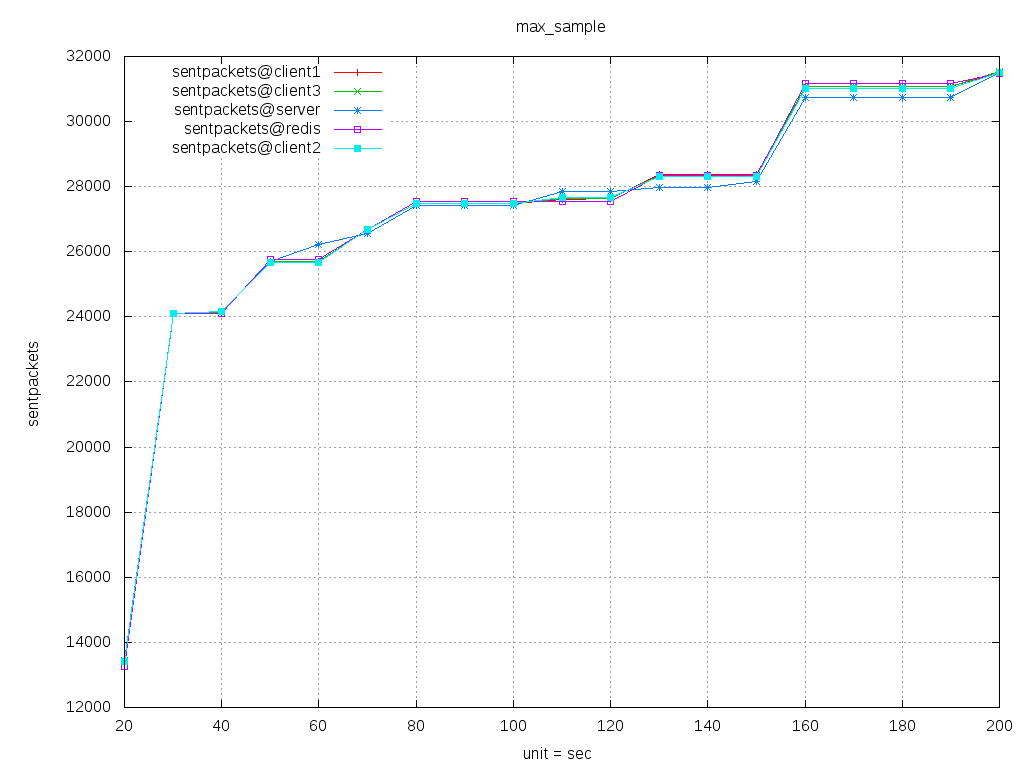 max_sample
32000
30000
28000
26000
24000
22000
20000
18000
16000
14000
12000
sentpackets@client1
sentpackets@client3
sentpackets@server
sentpackets@redis
sentpackets@client2
sentpackets
20 40 60 80 100 120 140 160 180 200
unit = sec